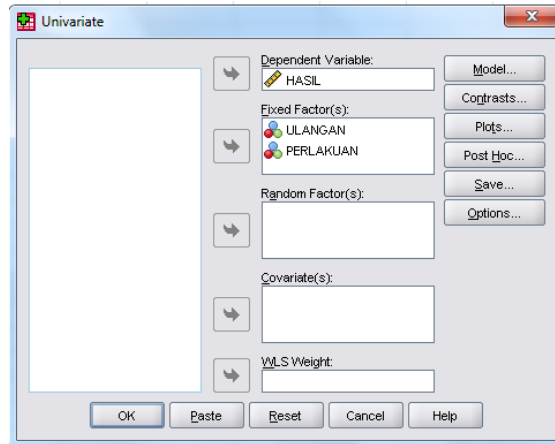 Univariate
Dependent Variable:
HASIL
Fixed Factor(s):
ULANGAN
PERLAKUAN
Random Factor(s):
Covariate(s):
WLS Weight:
Model...
Contrasts...
Plots...
Post Hoc...
Save...
Options...
OK
Paste
Reset
Cancel
Help